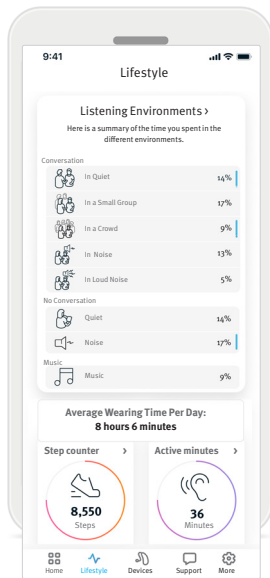 9:41
Lifestyle
Listening Environments ›
Here is a summary of the time you spent in the
different environments.
Conversation
In Quiet 14%
In a Small Group 17%
In a Crowd 9%
In Noise 13%
In Loud Noise 5%
No Conversation
Quiet 14%
Noise 17%
Music
Music 9%
Average Wearing Time Per Day:
8 hours 6 minutes
Step counter › Active minutes ›
8,550 36
Steps Minutes
Home Lifestyle Devices Support More